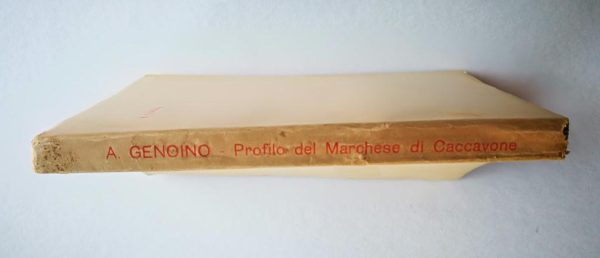 A. GENOINO - Profilo del Marchese di Caccavone